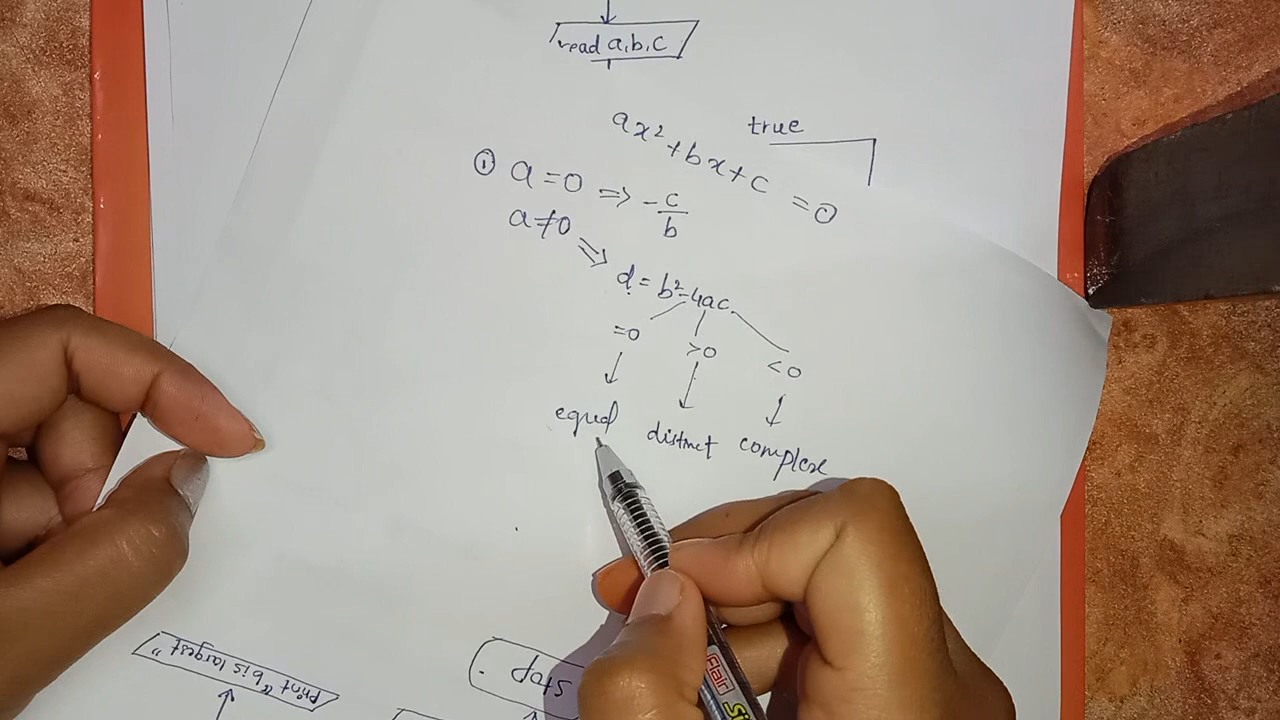 read a,b,c
true
ax²+bx+c =0
① a=0 => -c/b
a≠0
=> d = b²-4ac
=0 >0 <0
equal distinct complex
Print "b is largest"
Stop
Flair